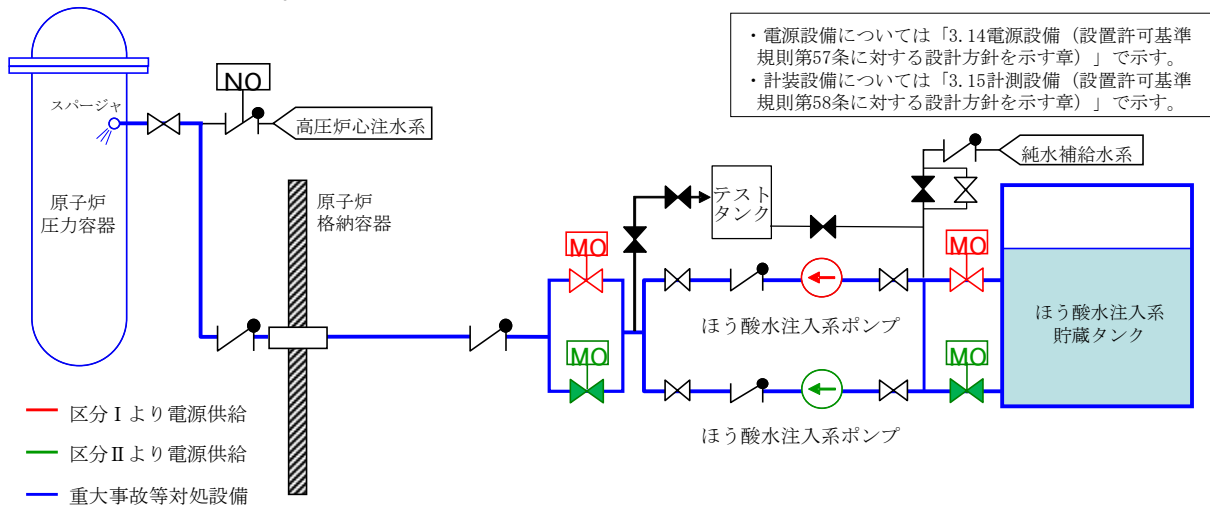 ・電源設備については「3.14電源設備（設置許可基準
規則第57条に対する設計方針を示す章）」で示す。
・計装設備については「3.15計測設備（設置許可基準
規則第58条に対する設計方針を示す章）」で示す。
NO
スパージャ
高圧炉心注水系
純水補給水系
テスト
タンク
原子炉
圧力容器
原子炉
格納容器
MO
MO
ほう酸水注入系ポンプ
ほう酸水注入系
貯蔵タンク
MO
MO
ほう酸水注入系ポンプ
区分Ⅰより電源供給
区分Ⅱより電源供給
重大事故等対処設備